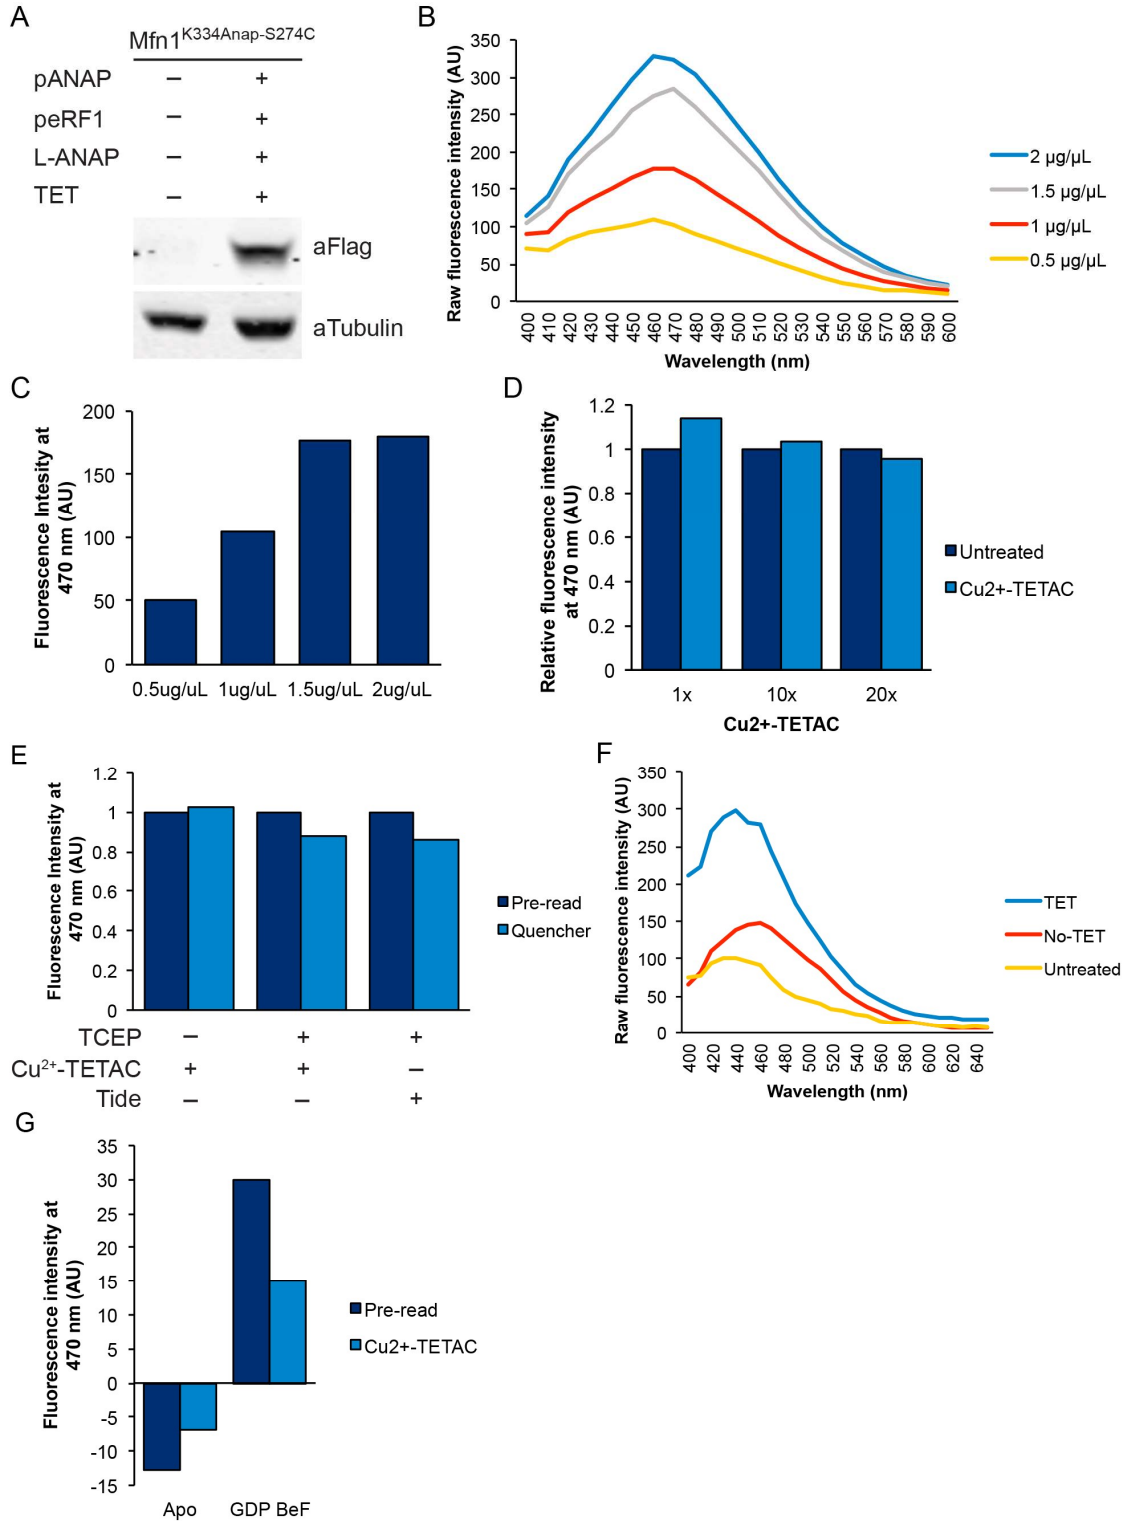 A
Mfn1K334Anap-S274C
pANAP – +
peRF1 – +
L-ANAP – +
TET – +
aFlag
aTubulin
B
Raw fluorescence intensity (AU)
350
300
250
200
150
100
50
0
400 410 420 430 440 450 460 470 480 490 500 510 520 530 540 550 560 570 580 590 600
Wavelength (nm)
2 µg/µL
1.5 µg/µL
1 µg/µL
0.5 µg/µL
C
Fluorescence Intesity at
470 nm (AU)
200
150
100
50
0
0.5ug/uL 1ug/uL 1.5ug/uL 2ug/uL
D
Relative fluorescence intensity
at 470 nm (AU)
1.2
1
0.8
0.6
0.4
0.2
0
1x 10x 20x
Cu2+-TETAC
Untreated
Cu2+-TETAC
E
Fluorescence Intensity at
470 nm (AU)
1.2
1
0.8
0.6
0.4
0.2
0
Pre-read
Quencher
TCEP – + +
Cu2+-TETAC + + –
Tide – – +
F
Raw fluorescence intensity (AU)
350
300
250
200
150
100
50
0
400 420 440 460 480 500 520 540 560 580 600 620 640
Wavelength (nm)
TET
No-TET
Untreated
G
Fluorescence intensity at
470 nm (AU)
35
30
25
20
15
10
5
0
-5
-10
-15
Apo GDP BeF
Pre-read
Cu2+-TETAC